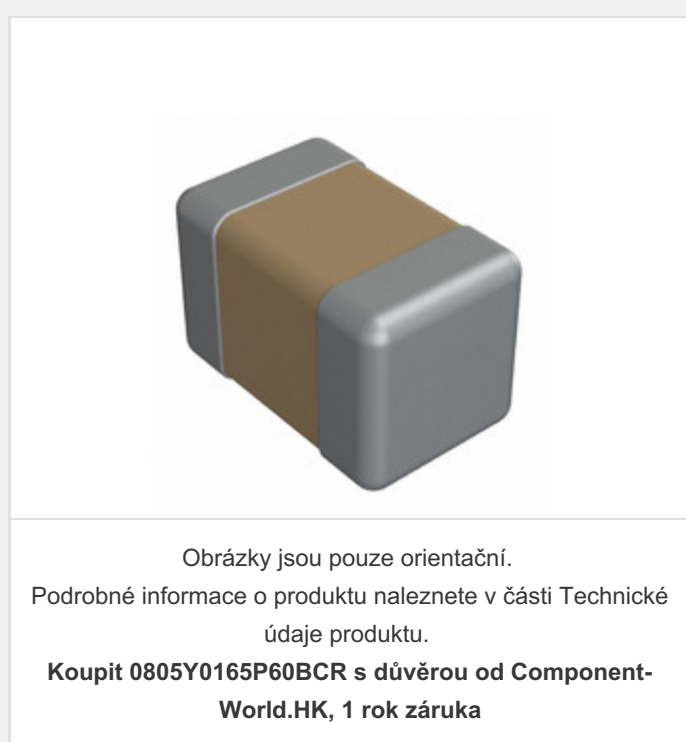 Obrázky jsou pouze orientační.
Podrobné informace o produktu naleznete v části Technické
údaje produktu.
Koupit 0805Y0165P60BCR s důvěrou od Component-
World.HK, 1 rok záruka